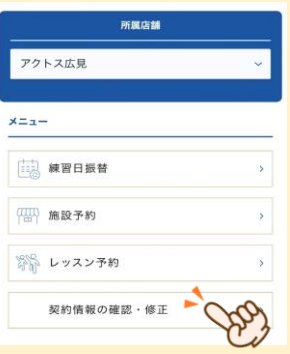 所属店舗
アクトス広見
メニュー
練習日振替
施設予約
レッスン予約
契約情報の確認・修正